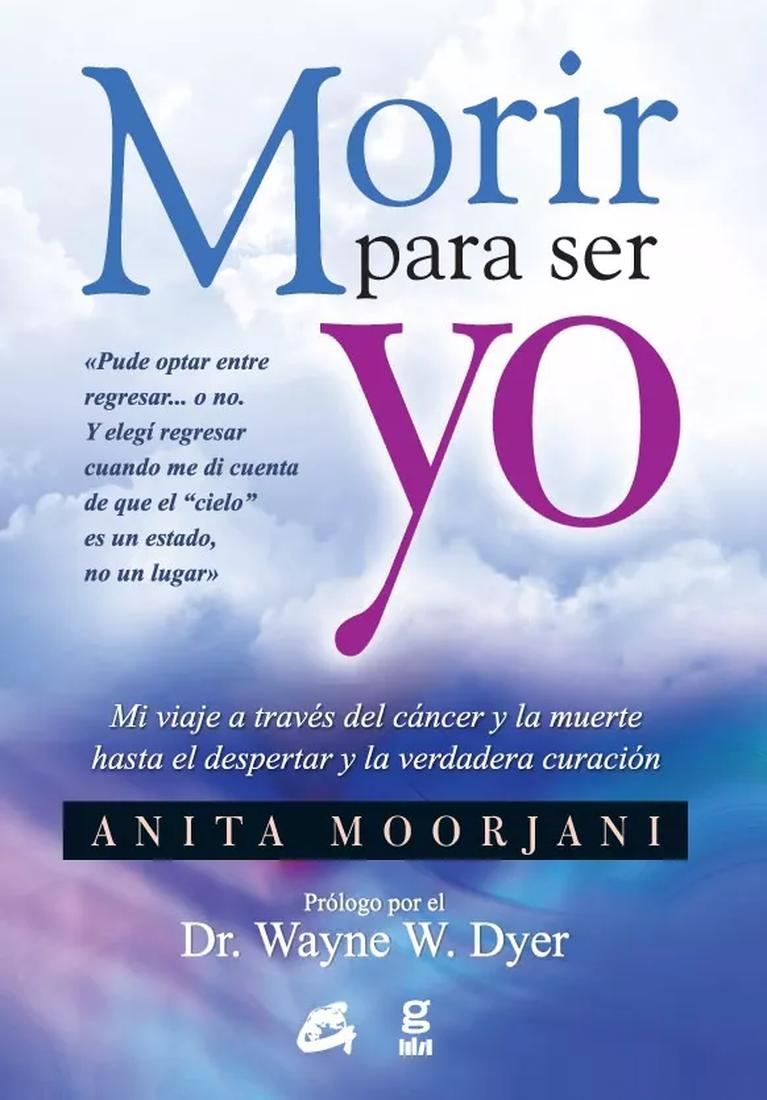 Morir
para ser
yo
«Pude optar entre
regresar... o no.
Y elegí regresar
cuando me di cuenta
de que el “cielo”
es un estado,
no un lugar»
Mi viaje a través del cáncer y la muerte
hasta el despertar y la verdadera curación
ANITA MOORJANI
Prólogo por el
Dr. Wayne W. Dyer
g